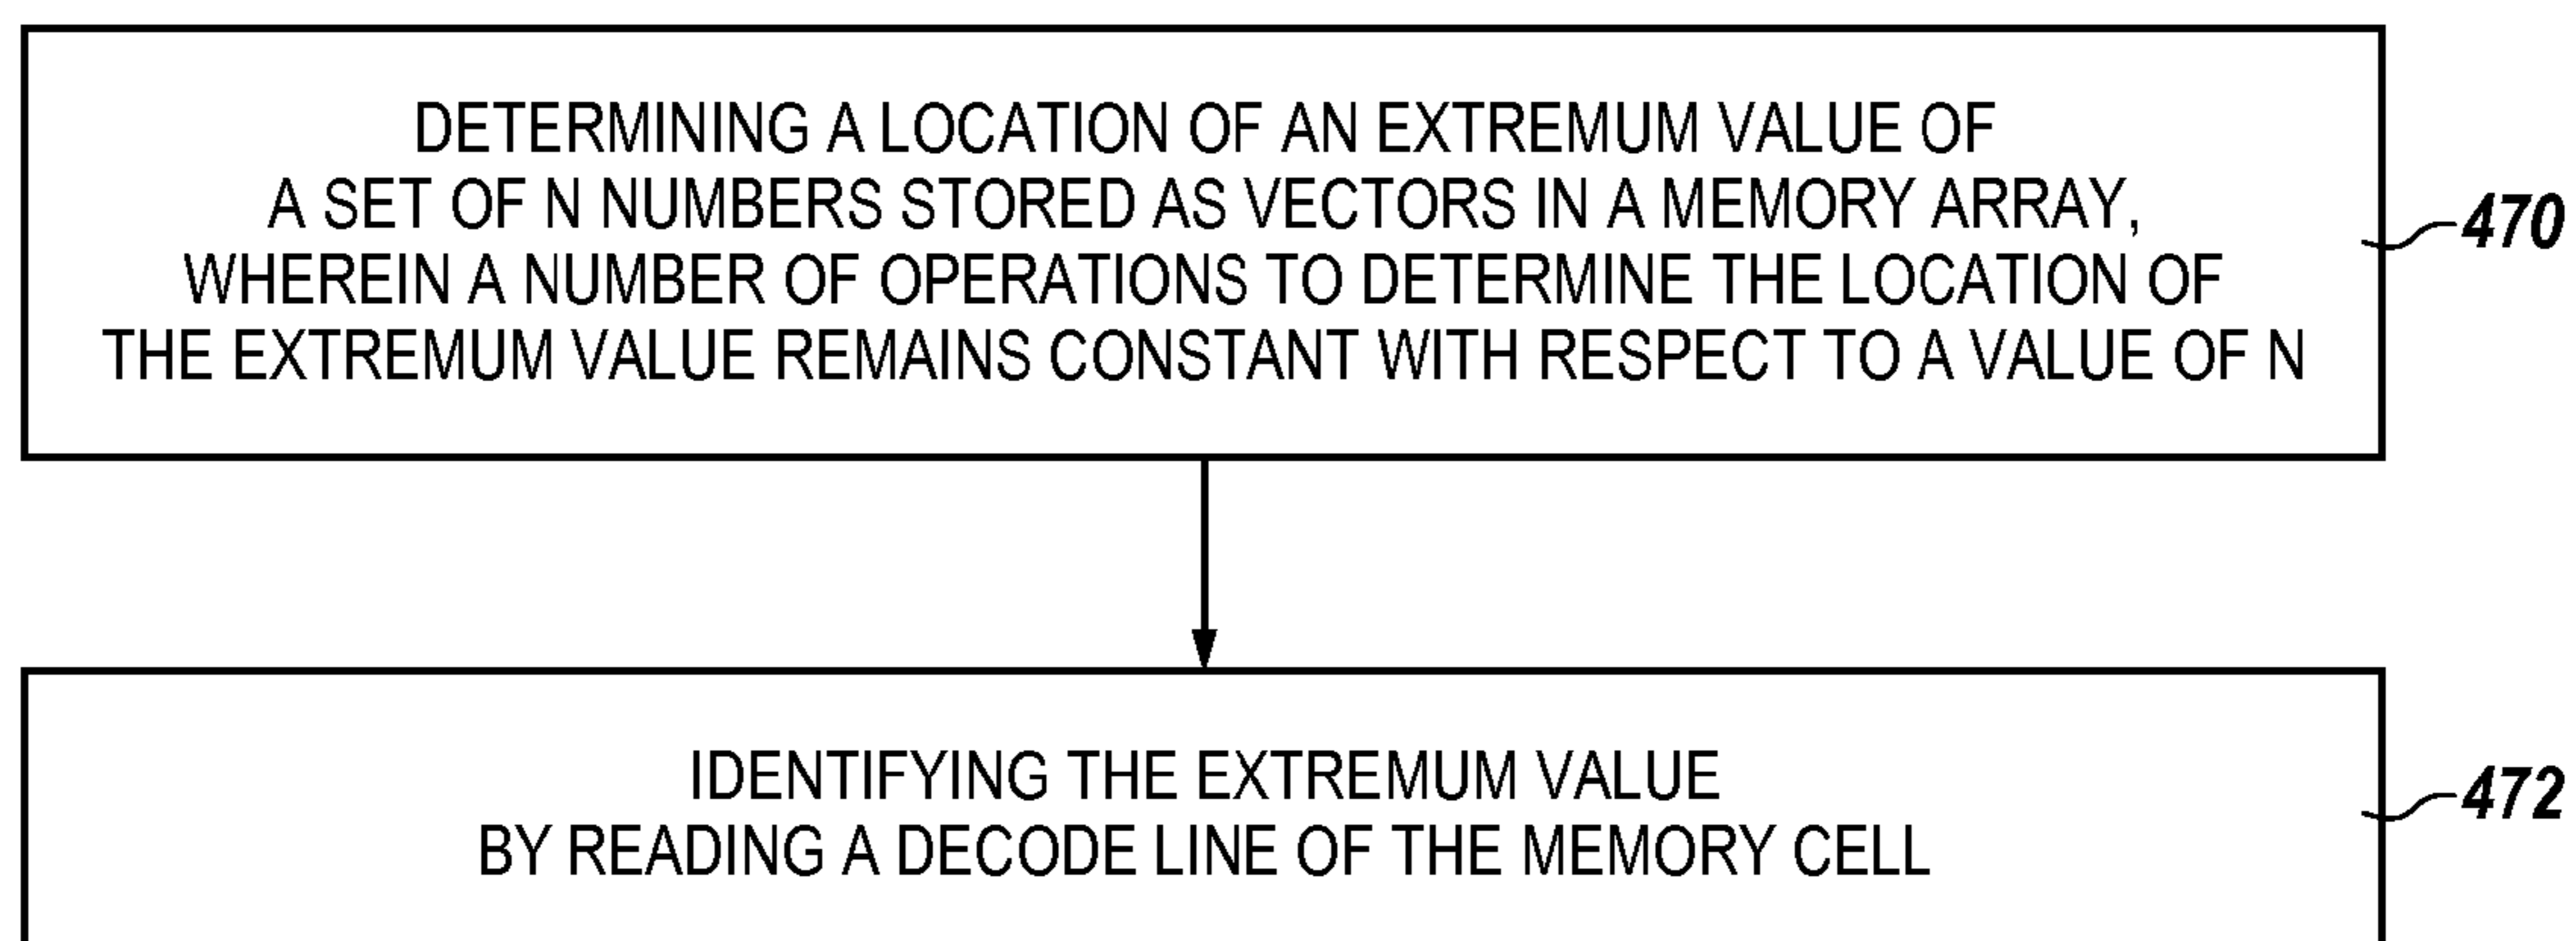 DETERMINING A LOCATION OF AN EXTREMUM VALUE OF
A SET OF N NUMBERS STORED AS VECTORS IN A MEMORY ARRAY,
WHEREIN A NUMBER OF OPERATIONS TO DETERMINE THE LOCATION OF
THE EXTREMUM VALUE REMAINS CONSTANT WITH RESPECT TO A VALUE OF N
470
IDENTIFYING THE EXTREMUM VALUE
BY READING A DECODE LINE OF THE MEMORY CELL
472